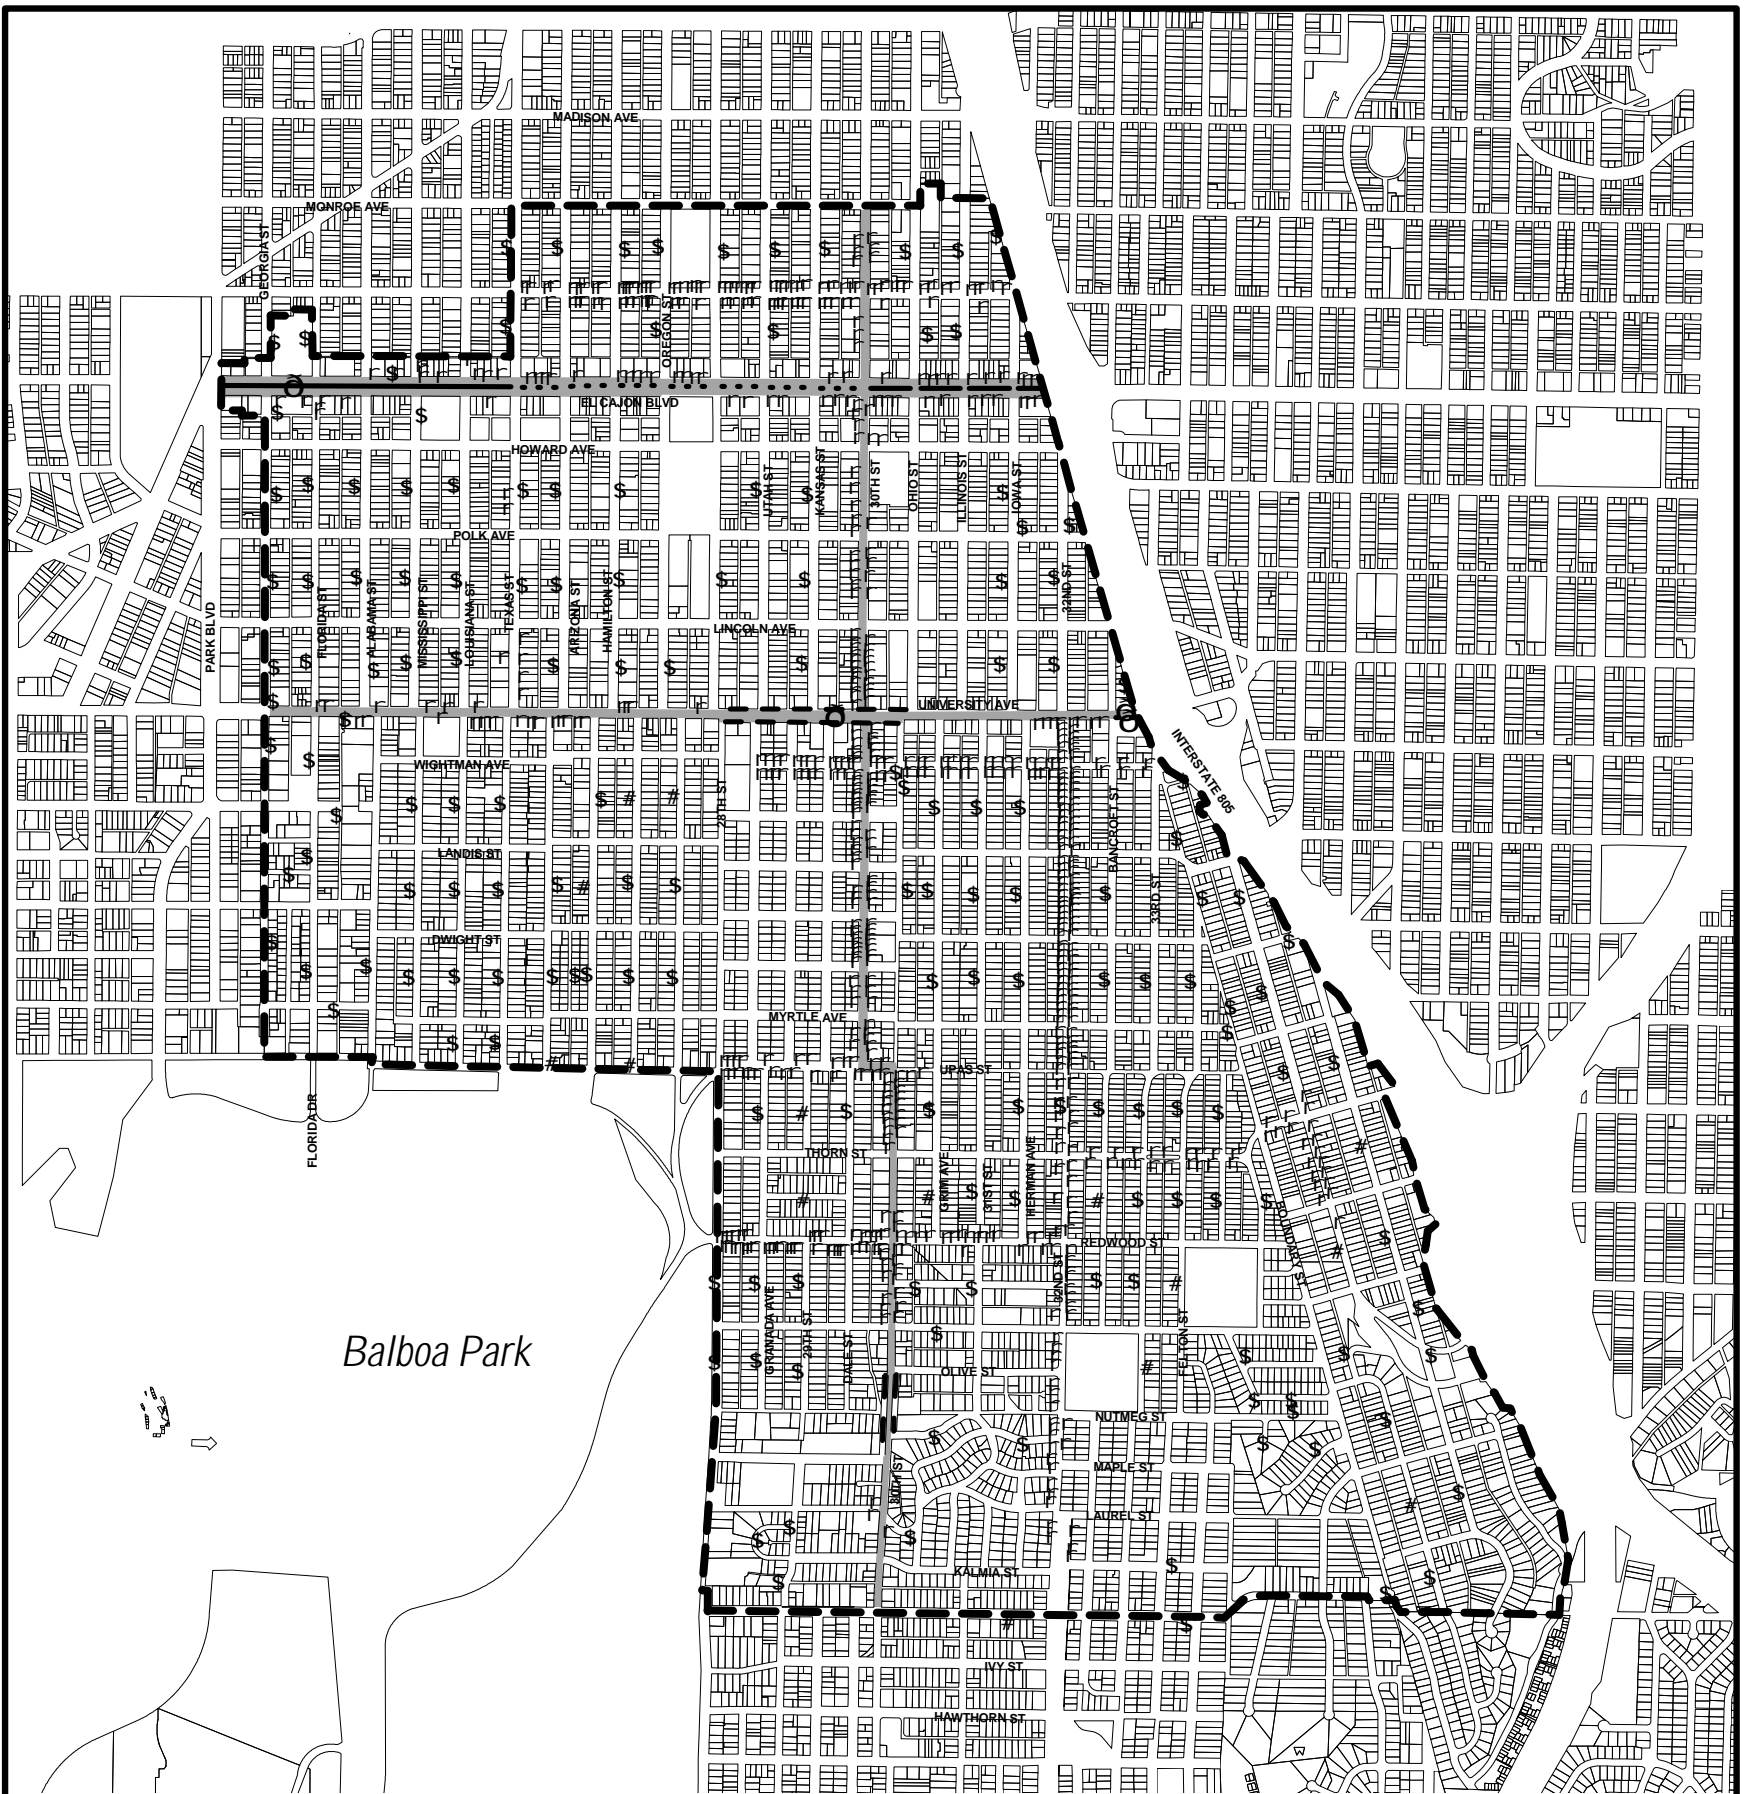 MADISON AVE
MONROE AVE
GEORGIA ST
OREGON ST
EL CAJON BLVD
HOWARD AVE
UTAH ST
KANSAS ST
30TH ST
OHIO ST
ILLINOIS ST
IOWA ST
POLK AVE
PARK BLVD
FLORIDA ST
ALABAMA ST
MISSISSIPPI ST
LOUISIANA ST
TEXAS ST
ARIZONA ST
HAMILTON ST
32ND ST
LINCOLN AVE
UNIVERSITY AVE
INTERSTATE 805
WIGHTMAN AVE
28TH ST
BANCROFT ST
LANDIS ST
33RD ST
DWIGHT ST
MYRTLE AVE
UPAS ST
FLORIDA DR
THORN ST
GRIM AVE
31ST ST
HERMAN AVE
BOUNDARY ST
REDWOOD ST
32ND ST
GRANADA AVE
29TH ST
DALE ST
FELTON ST
Balboa Park
OLIVE ST
NUTMEG ST
30TH ST
MAPLE ST
LAUREL ST
KALMIA ST
IVY ST
HAWTHORN ST